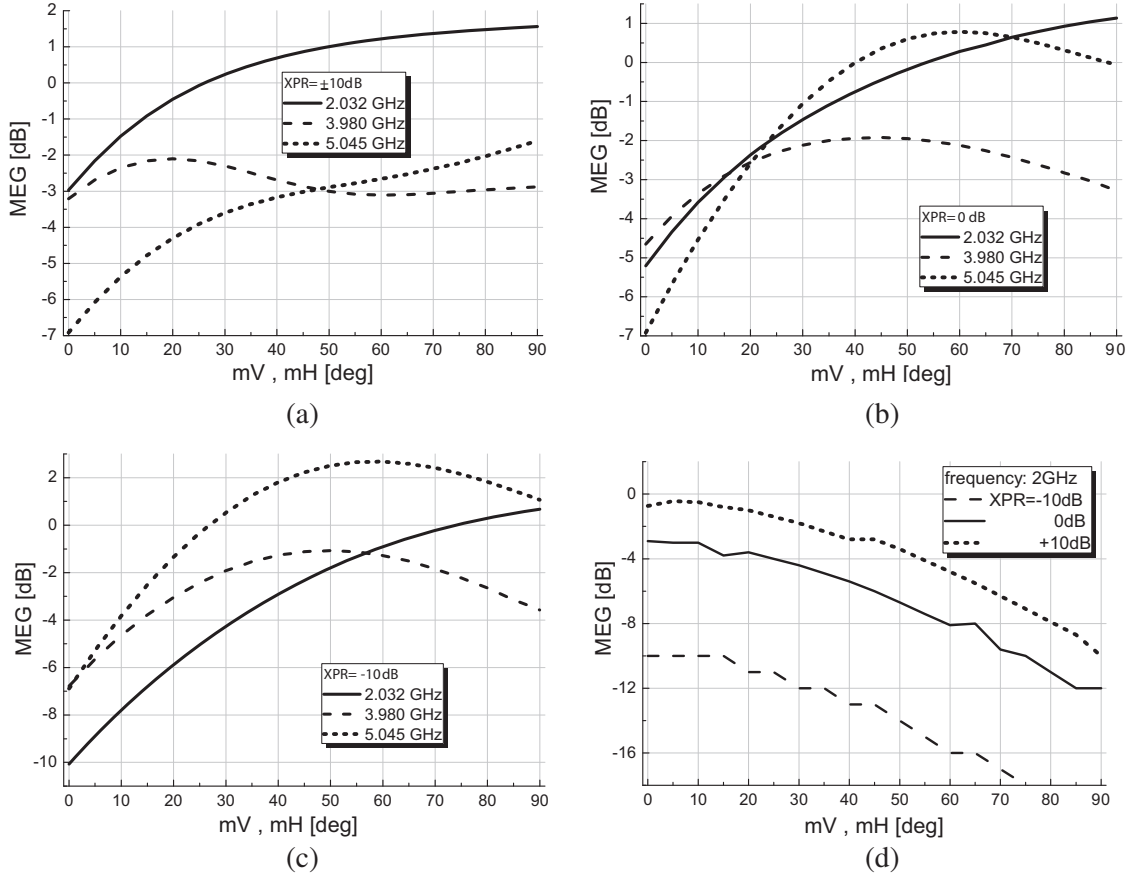 2
1
0
-1
-2
-3
-4
-5
-6
-7
MEG [dB]
XPR= ±10dB
2.032 GHz
3.980 GHz
5.045 GHz
0 10 20 30 40 50 60 70 80 90
mV , mH [deg]
(a)
1
0
-1
-2
-3
-4
-5
-6
-7
MEG [dB]
XPR= 0 dB
2.032 GHz
3.980 GHz
5.045 GHz
0 10 20 30 40 50 60 70 80 90
mV , mH [deg]
(b)
2
0
-2
-4
-6
-8
-10
MEG [dB]
XPR= -10dB
2.032 GHz
3.980 GHz
5.045 GHz
0 10 20 30 40 50 60 70 80 90
mV , mH [deg]
(c)
0
-4
-8
-12
-16
MEG [dB]
frequency: 2GHz
XPR=-10dB
0dB
+10dB
0 10 20 30 40 50 60 70 80 90
mV , mH [deg]
(d)